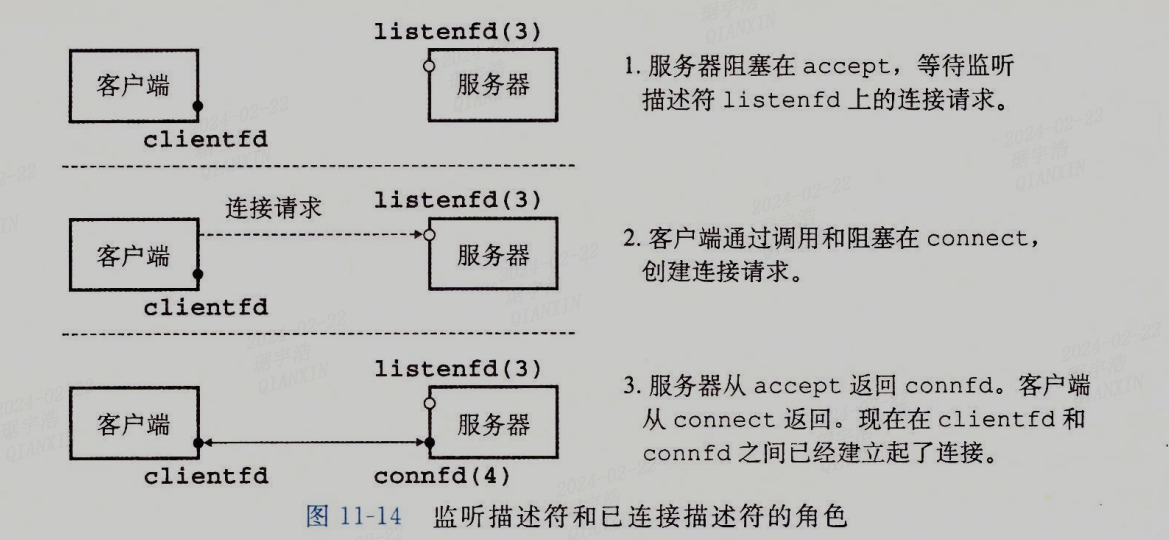 listenfd(3)
客户端
服务器
clientfd
1. 服务器阻塞在 accept，等待监听
描述符 listenfd 上的连接请求。
连接请求
listenfd(3)
客户端
服务器
clientfd
2. 客户端通过调用和阻塞在 connect，
创建连接请求。
listenfd(3)
客户端
服务器
clientfd
connfd(4)
3. 服务器从 accept 返回 connfd。客户端
从 connect 返回。现在在 clientfd 和
connfd 之间已经建立起了连接。
图 11-14 监听描述符和已连接描述符的角色
2024-02-22
QIANXIN